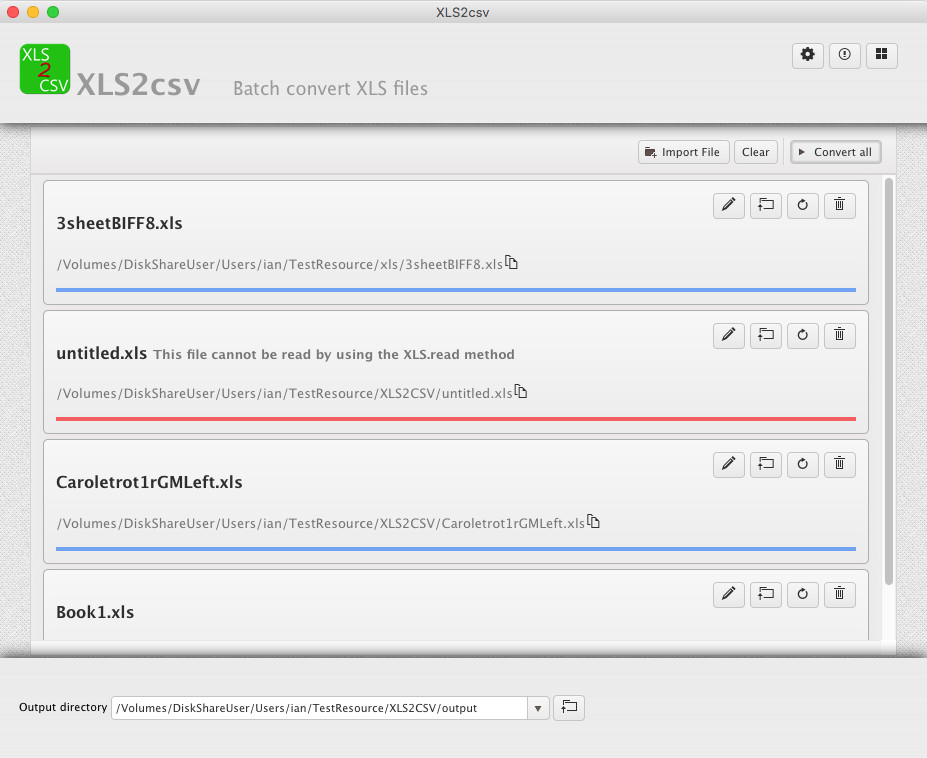 XLS2csv
XLS
2
CSV
XLS2csv Batch convert XLS files
Import File Clear Convert all
3sheetBIFF8.xls
/Volumes/DiskShareUser/Users/ian/TestResource/xls/3sheetBIFF8.xls
untitled.xls This file cannot be read by using the XLS.read method
/Volumes/DiskShareUser/Users/ian/TestResource/XLS2CSV/untitled.xls
Caroletrot1rGMLeft.xls
/Volumes/DiskShareUser/Users/ian/TestResource/XLS2CSV/Caroletrot1rGMLeft.xls
Book1.xls
Output directory /Volumes/DiskShareUser/Users/ian/TestResource/XLS2CSV/output